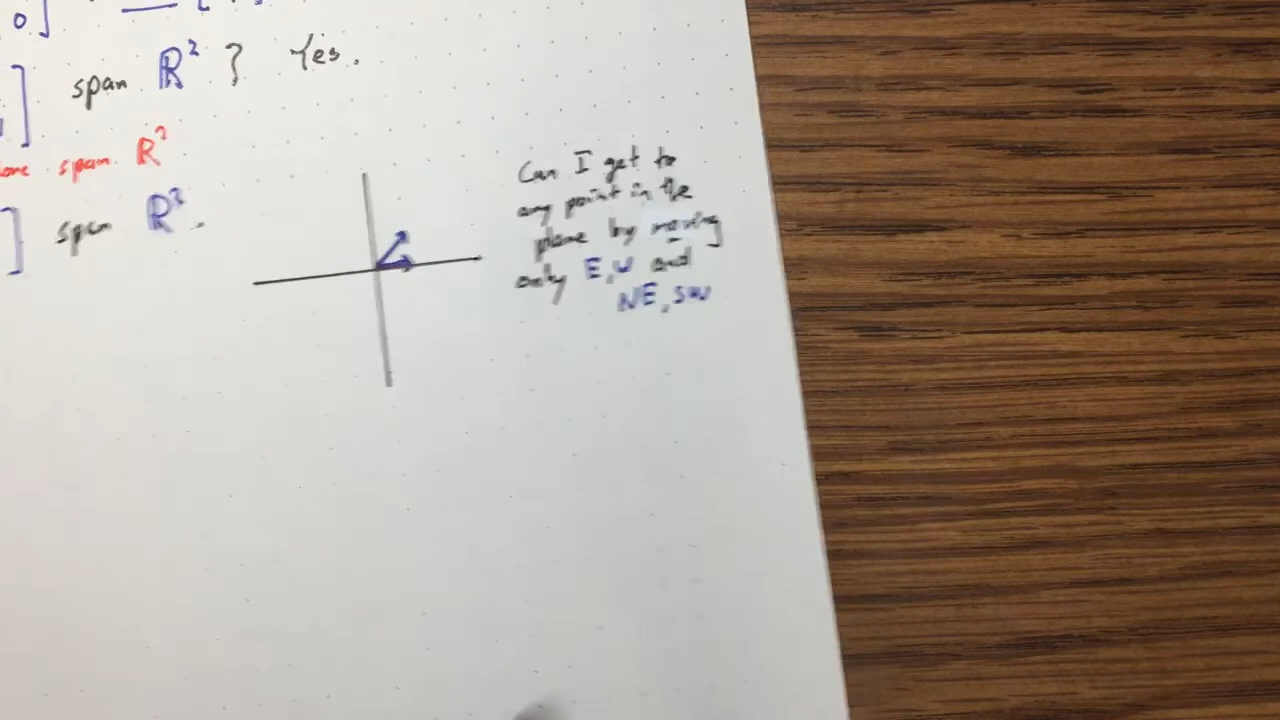 0]
span ℝ² } Yes.
span ℝ²
] span ℝ².
Can I get to
any point in the
plane by moving
only E, W and
NE, SW